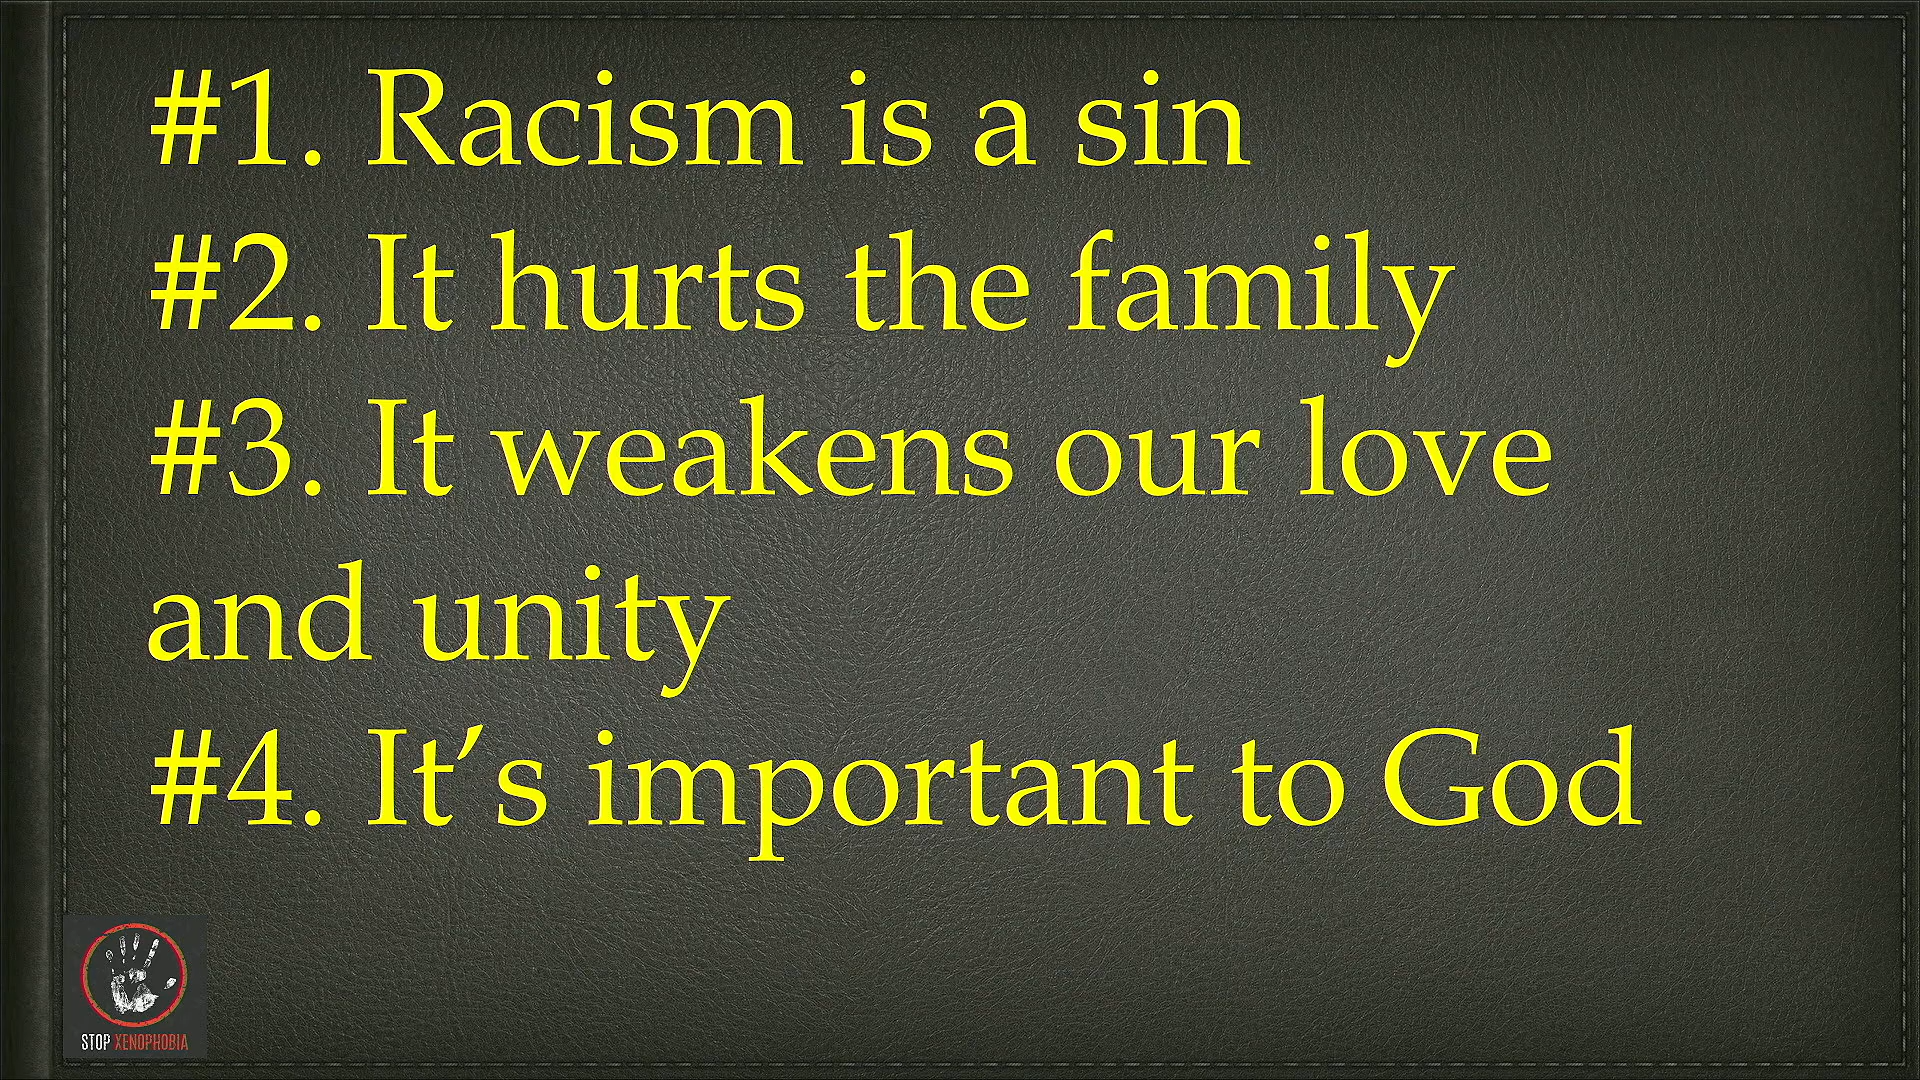 #1. Racism is a sin
#2. It hurts the family
#3. It weakens our love
and unity
#4. It’s important to God
STOP XENOPHOBIA